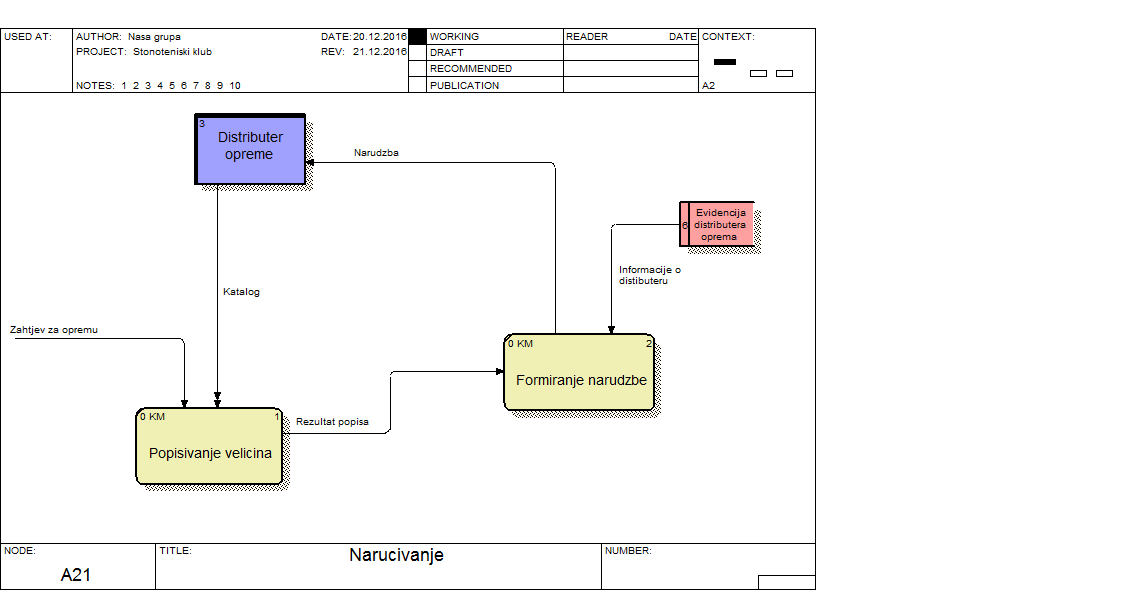 USED AT:
AUTHOR: Nasa grupa
DATE: 20.12.2016
PROJECT: Stonoteniski klub
REV: 21.12.2016
NOTES: 1 2 3 4 5 6 7 8 9 10
WORKING
DRAFT
RECOMMENDED
PUBLICATION
READER
DATE
CONTEXT:
A2
3
Distributer
opreme
Narudzba
6
Evidencija
distributera
oprema
Informacije o
distibuteru
Katalog
Zahtjev za opremu
0 KM
2
Formiranje narudzbe
0 KM
1
Popisivanje velicina
Rezultat popisa
NODE:
A21
TITLE:
Narucivanje
NUMBER: